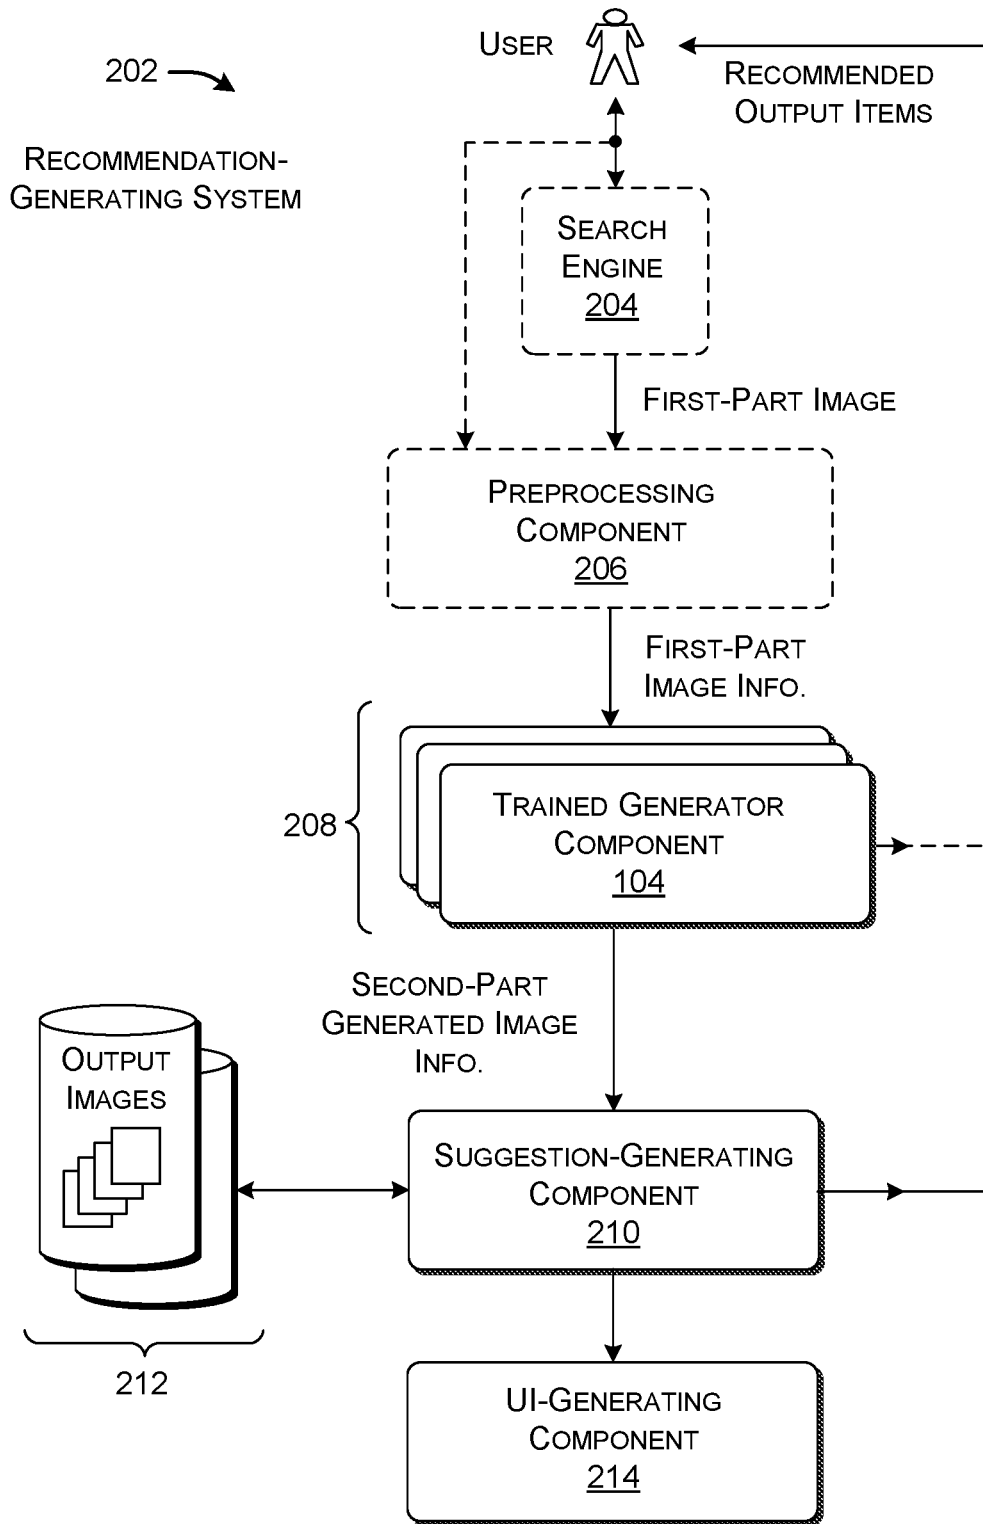 USER
202
RECOMMENDED
OUTPUT ITEMS
RECOMMENDATION-
GENERATING SYSTEM
SEARCH
ENGINE
204
FIRST-PART IMAGE
PREPROCESSING
COMPONENT
206
FIRST-PART
IMAGE INFO.
208
TRAINED GENERATOR
COMPONENT
104
SECOND-PART
GENERATED IMAGE
INFO.
OUTPUT
IMAGES
SUGGESTION-GENERATING
COMPONENT
210
212
UI-GENERATING
COMPONENT
214